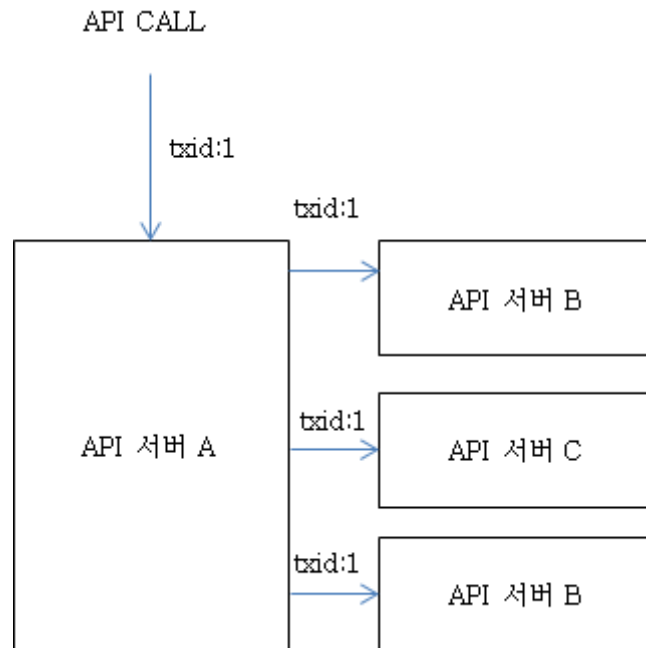 API CALL
txid:1
txid:1
API 서버 B
API 서버 A
txid:1
API 서버 C
txid:1
API 서버 B